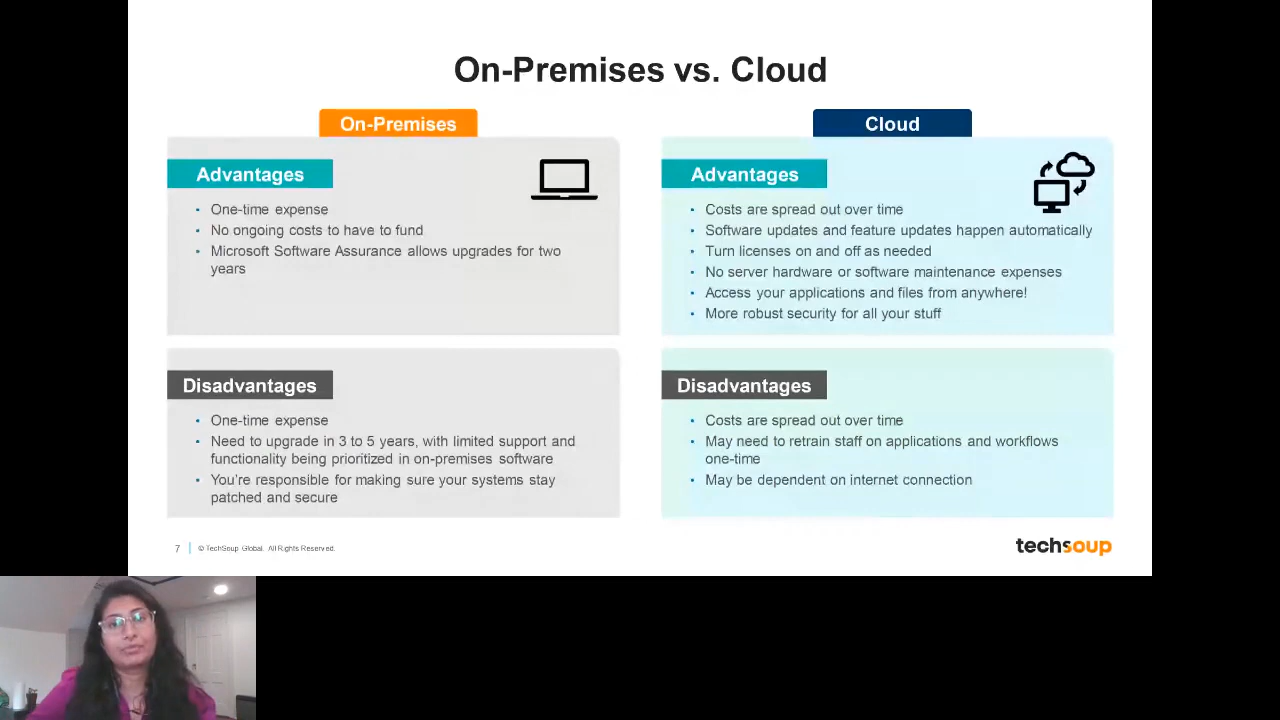 On-Premises vs. Cloud
On-Premises
Advantages
One-time expense
No ongoing costs to have to fund
Microsoft Software Assurance allows upgrades for two
years
Disadvantages
One-time expense
Need to upgrade in 3 to 5 years, with limited support and
functionality being prioritized in on-premises software
You're responsible for making sure your systems stay
patched and secure
Cloud
Advantages
Costs are spread out over time
Software updates and feature updates happen automatically
Turn licenses on and off as needed
No server hardware or software maintenance expenses
Access your applications and files from anywhere!
More robust security for all your stuff
Disadvantages
Costs are spread out over time
May need to retrain staff on applications and workflows
one-time
May be dependent on internet connection
7 © TechSoup Global. All Rights Reserved.
techsoup